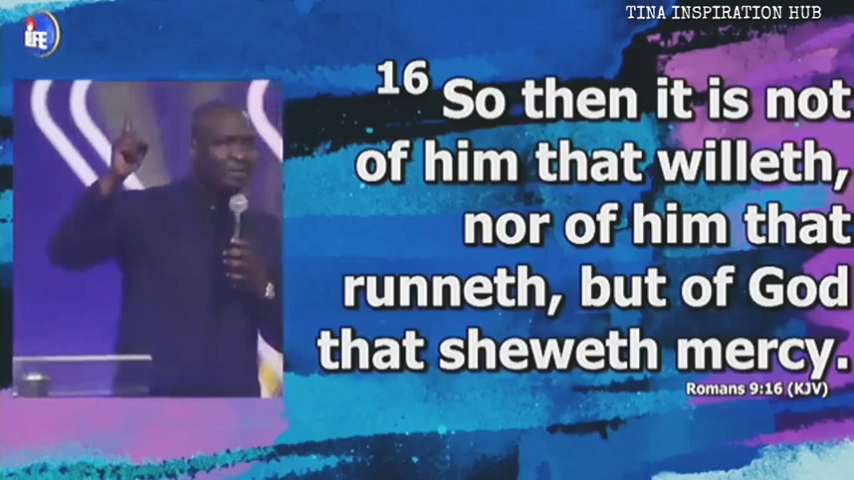 TINA INSPIRATION HUB
LIFE
16 So then it is not
of him that willeth,
nor of him that
runneth, but of God
that sheweth mercy.
Romans 9:16 (KJV)